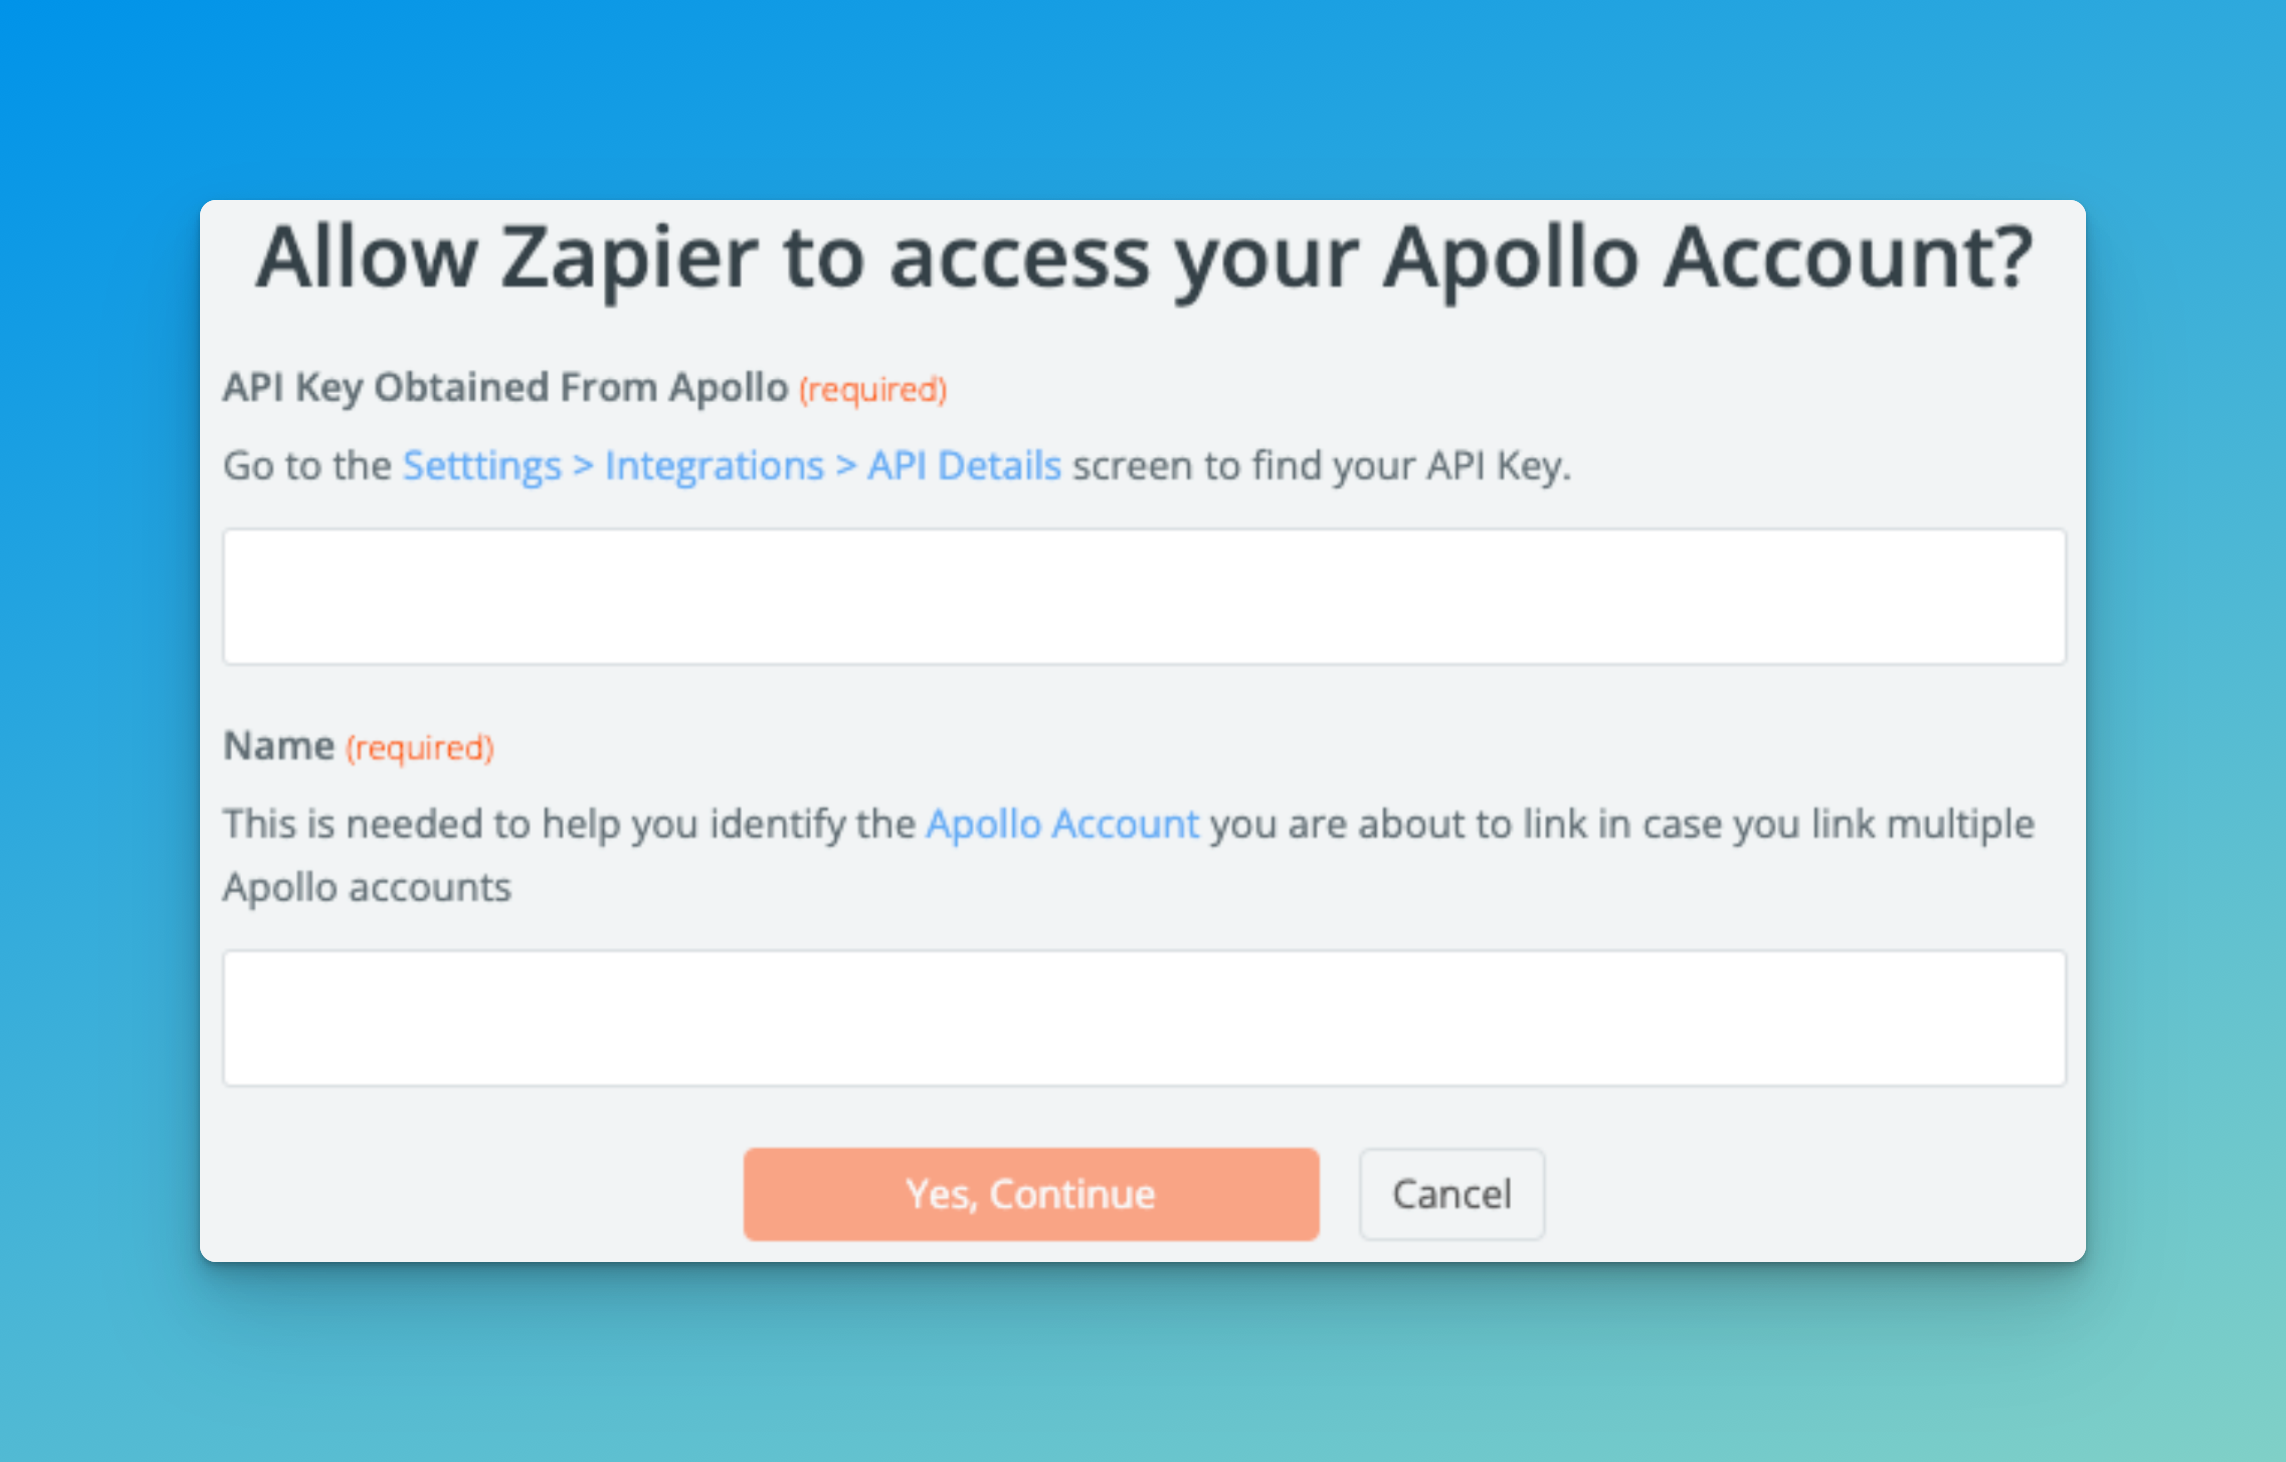 Allow Zapier to access your Apollo Account?
API Key Obtained From Apollo (required)
Go to the Setttings > Integrations > API Details screen to find your API Key.
Name (required)
This is needed to help you identify the Apollo Account you are about to link in case you link multiple
Apollo accounts
Yes, Continue
Cancel